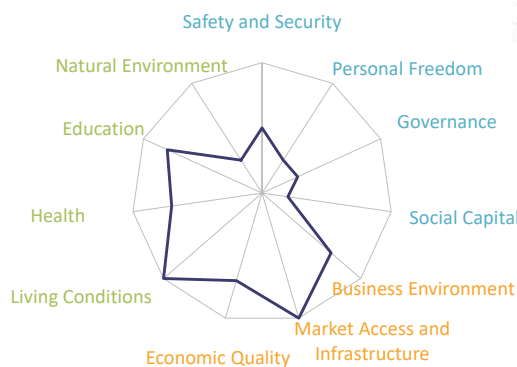 Safety and Security
Natural Environment
Personal Freedom
Education
Governance
Health
Social Capital
Living Conditions
Business Environment
Market Access and
Infrastructure
Economic Quality